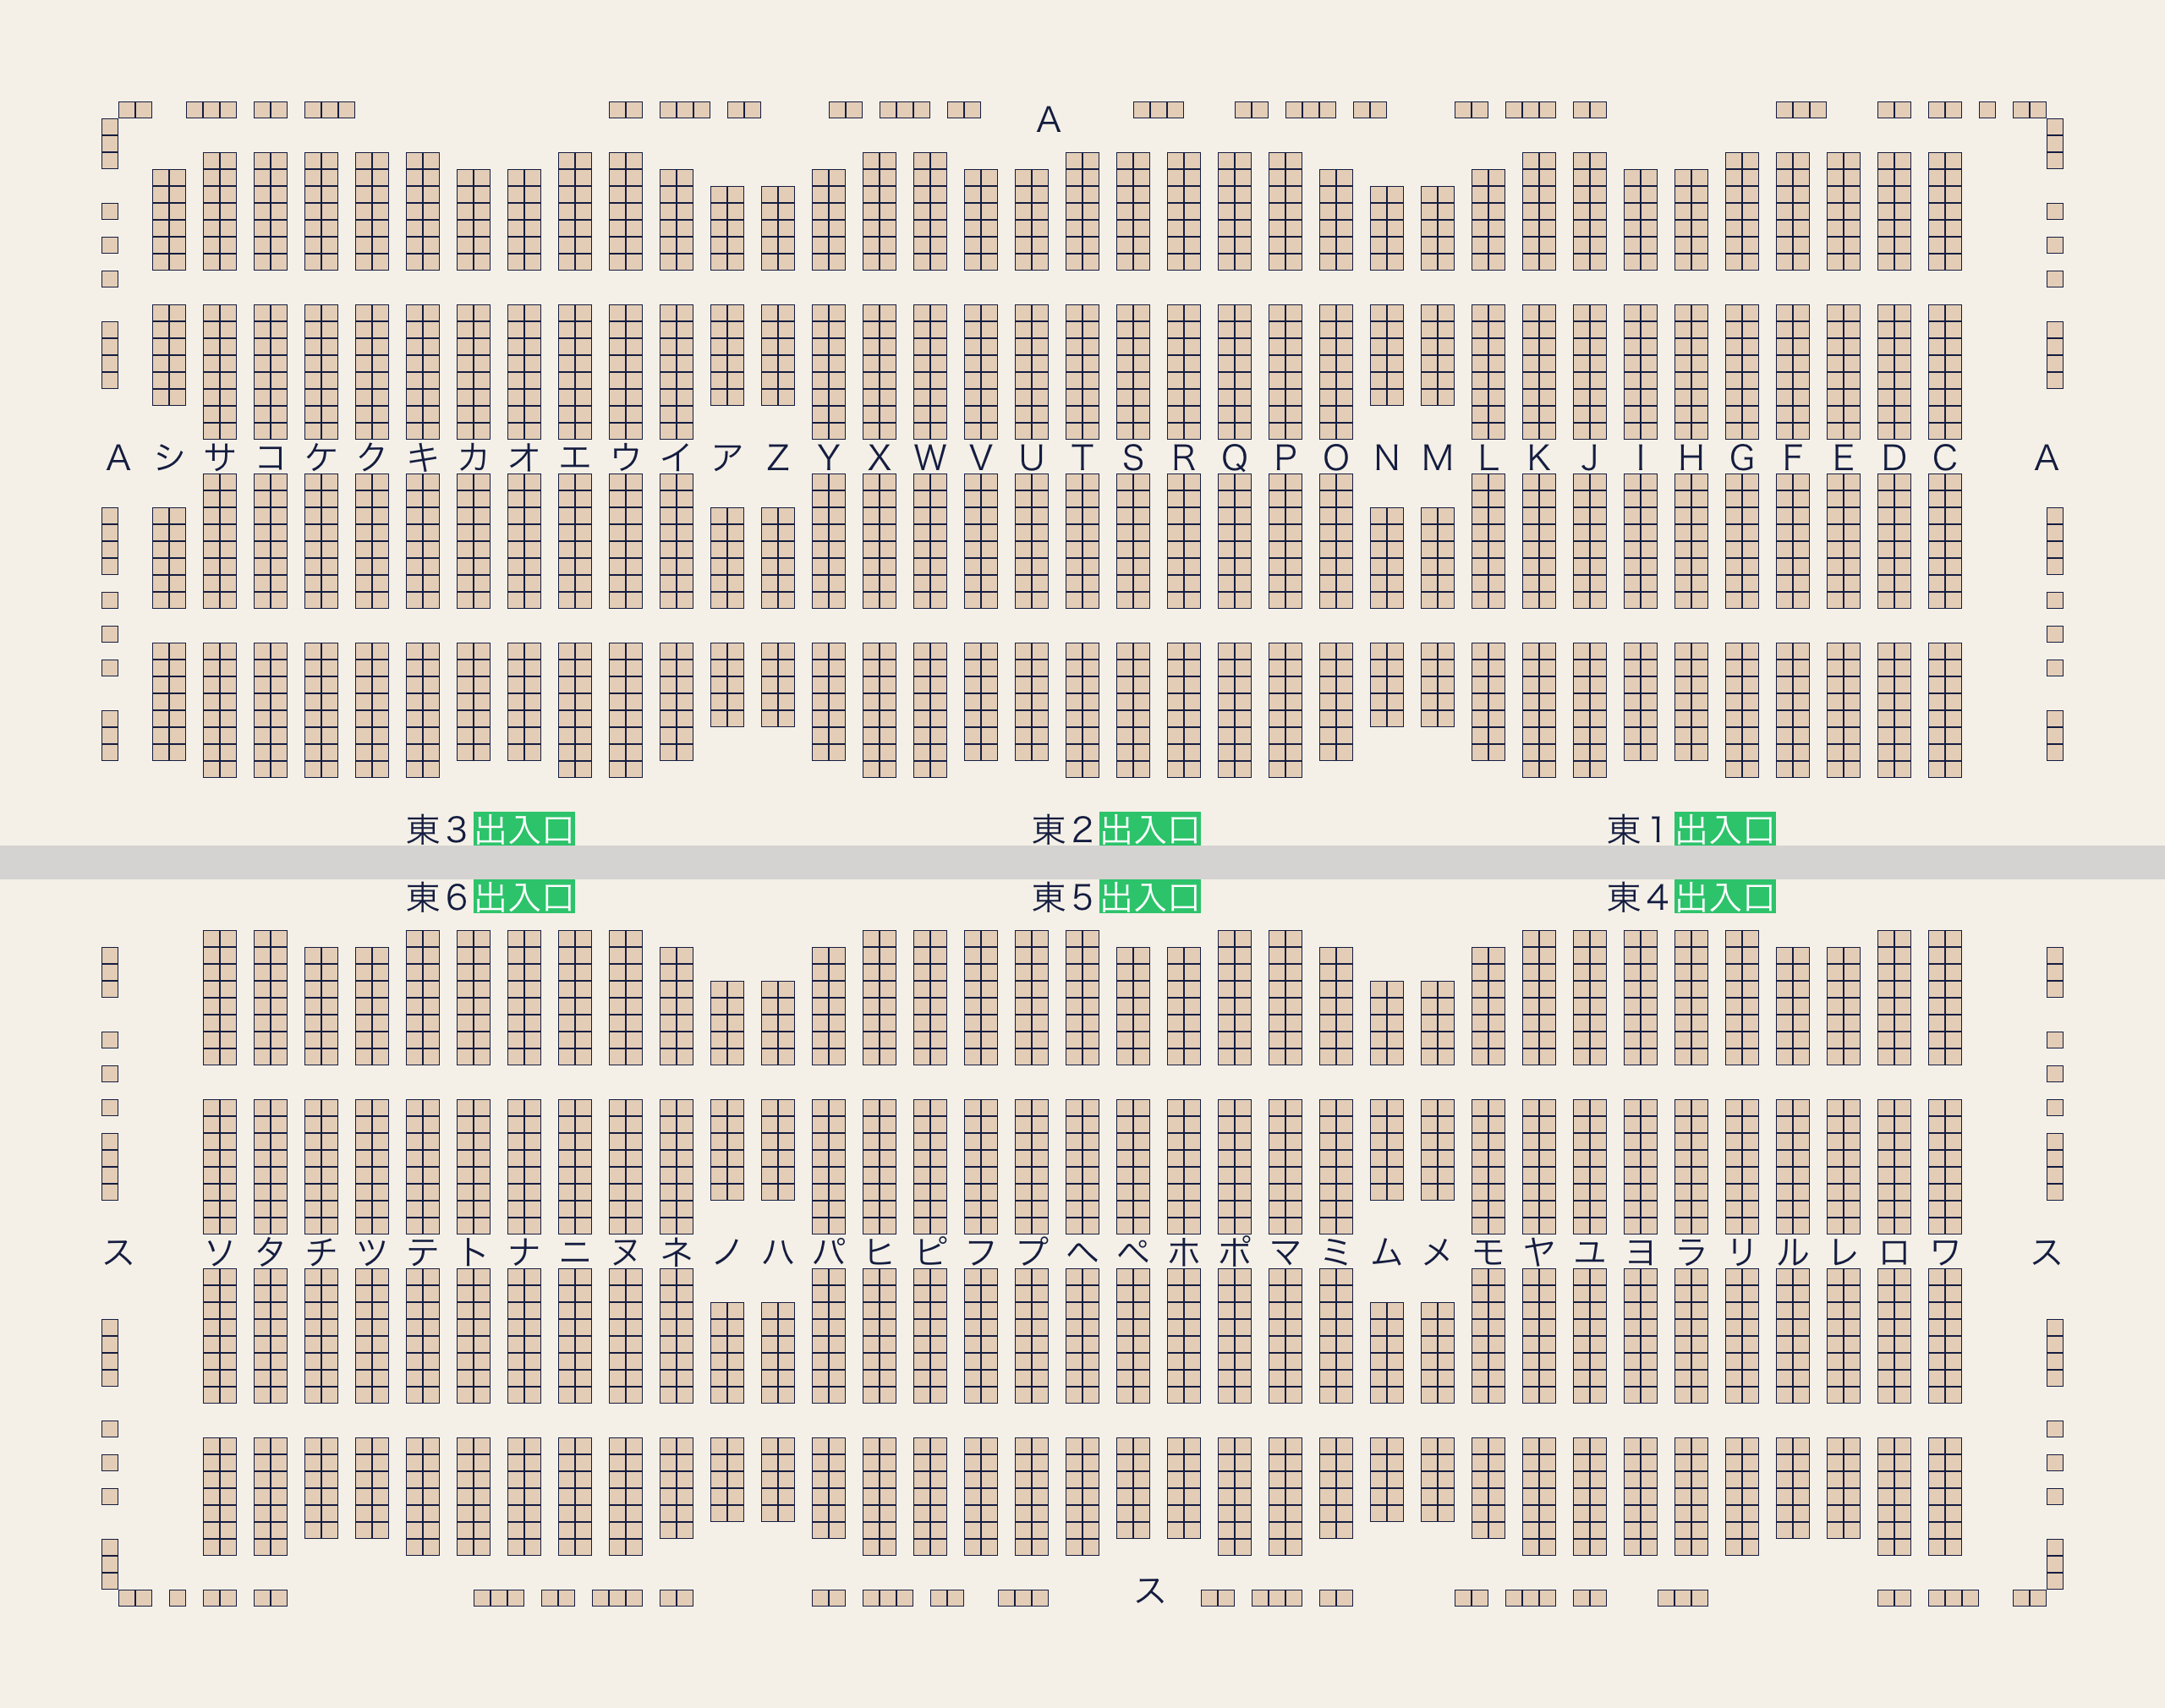 A
A シ サ コ ケ ク キ カ オ エ ウ イ ア Z Y X W V U T S R Q P O N M L K J I H G F E D C A
東3 出入口 東2 出入口 東1 出入口
東6 出入口 東5 出入口 東4 出入口
ス ソ タ チ ツ テ ト ナ ニ ヌ ネ ノ ハ パ ヒ ピ フ プ ヘ ペ ホ ポ マ ミ ム メ モ ヤ ユ ヨ ラ リ ル レ ロ ワ ス
ス